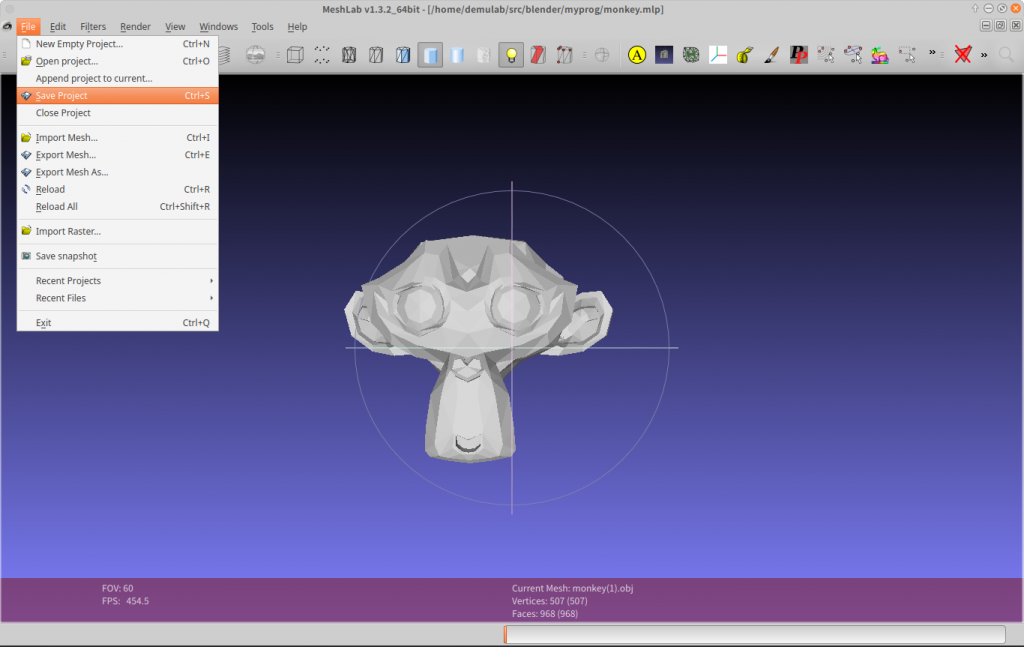 MeshLab v1.3.2_64bit - [/home/demulab/src/blender/myprog/monkey.mlp]
File Edit Filters Render View Windows Tools Help
New Empty Project... Ctrl+N
Open project... Ctrl+O
Append project to current...
Save Project Ctrl+S
Close Project
Import Mesh... Ctrl+I
Export Mesh... Ctrl+E
Export Mesh As...
Reload Ctrl+R
Reload All Ctrl+Shift+R
Import Raster...
Save snapshot
Recent Projects
Recent Files
Exit Ctrl+Q
A
FOV: 60
FPS: 454.5
Current Mesh: monkey(1).obj
Vertices: 507 (507)
Faces: 968 (968)